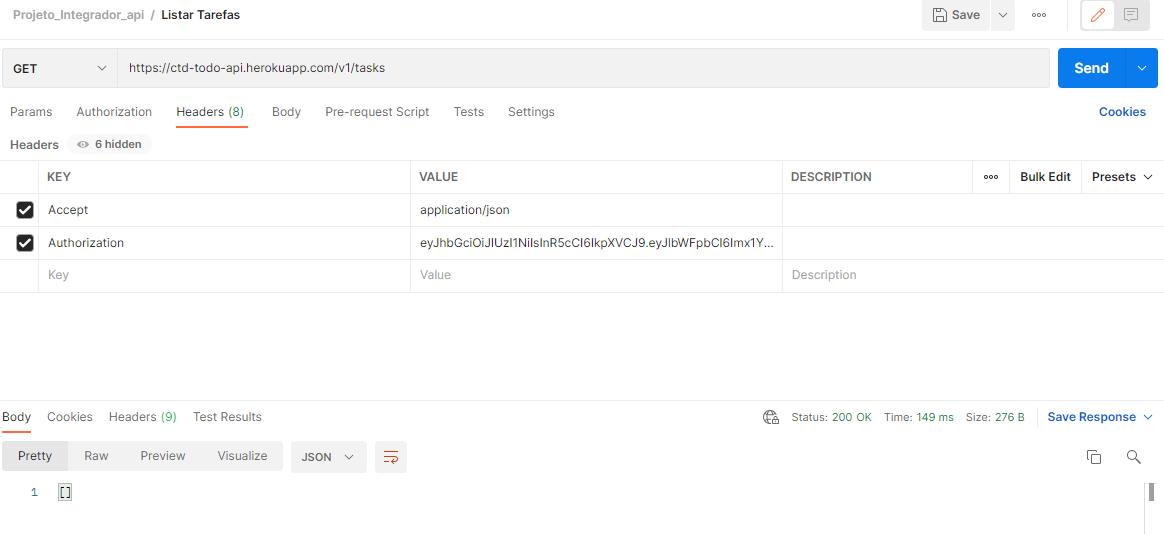 Projeto_Integrador_api / Listar Tarefas
Save
GET
https://ctd-todo-api.herokuapp.com/v1/tasks
Send
Params Authorization Headers (8) Body Pre-request Script Tests Settings Cookies
Headers 6 hidden
KEY VALUE DESCRIPTION Bulk Edit Presets
Accept application/json
Authorization eyJhbGciOiJIUzI1NiIsInR5cCI6IkpXVCJ9.eyJlbWFpbCI6Imx1Y...
Key Value Description
Body Cookies Headers (9) Test Results Status: 200 OK Time: 149 ms Size: 276 B Save Response
Pretty Raw Preview Visualize JSON
1 []